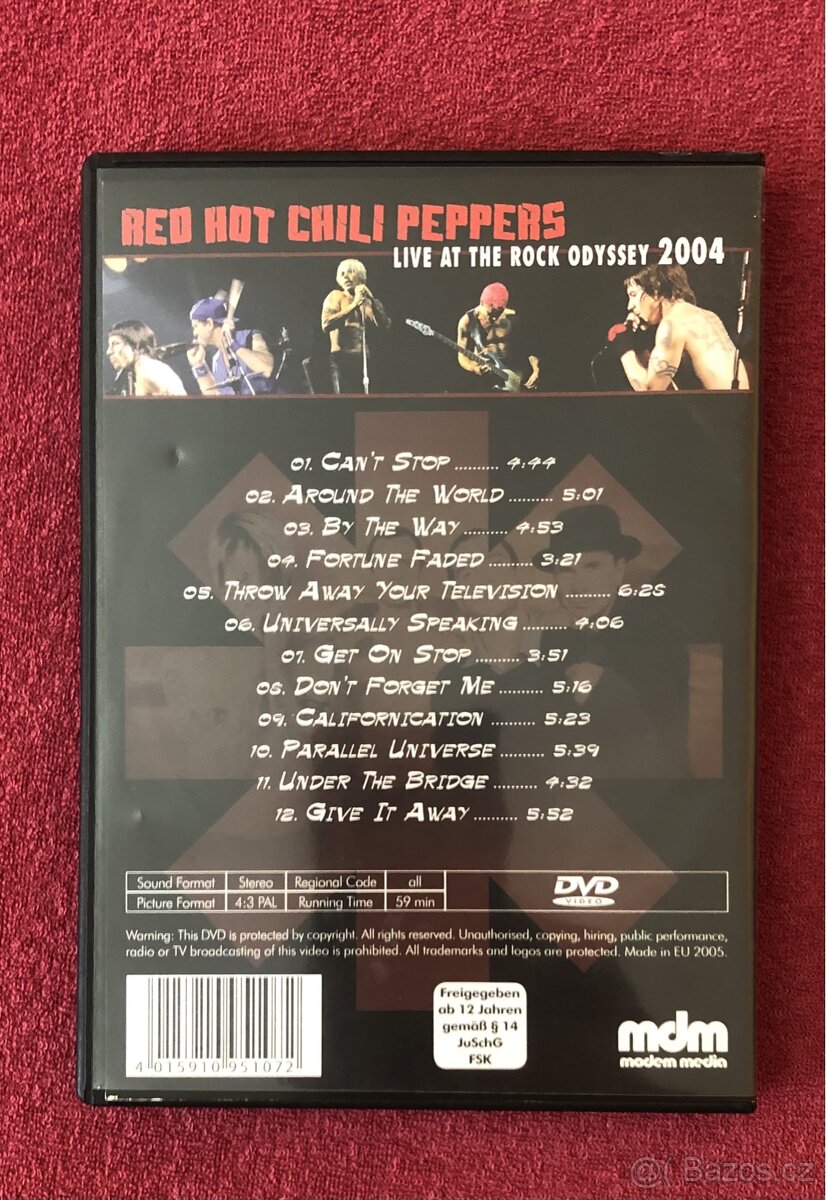 RED HOT CHILI PEPPERS
LIVE AT THE ROCK ODYSSEY 2004
01. CAN'T STOP .......... 4:44
02. AROUND THE WORLD .......... 5:01
03. BY THE WAY .......... 4:53
04. FORTUNE FADED .......... 3:21
05. THROW AWAY YOUR TELEVISION .......... 6:28
06. UNIVERSALLY SPEAKING .......... 4:06
07. GET ON STOP .......... 3:51
08. DON'T FORGET ME .......... 5:16
09. CALIFORNICATION .......... 5:23
10. PARALLEL UNIVERSE .......... 5:39
11. UNDER THE BRIDGE .......... 4:32
12. GIVE IT AWAY .......... 5:52
Sound Format Stereo Regional Code all
Picture Format 4:3 PAL Running Time 59 min
DVD
VIDEO
Warning: This DVD is protected by copyright. All rights reserved. Unauthorised, copying, hiring, public performance,
radio or TV broadcasting of this video is prohibited. All trademarks and logos are protected. Made in EU 2005.
4 015910 951072
Freigegeben
ab 12 Jahren
gemäß § 14
JuSchG
FSK
mdm
modern media
@( Bazos.cz